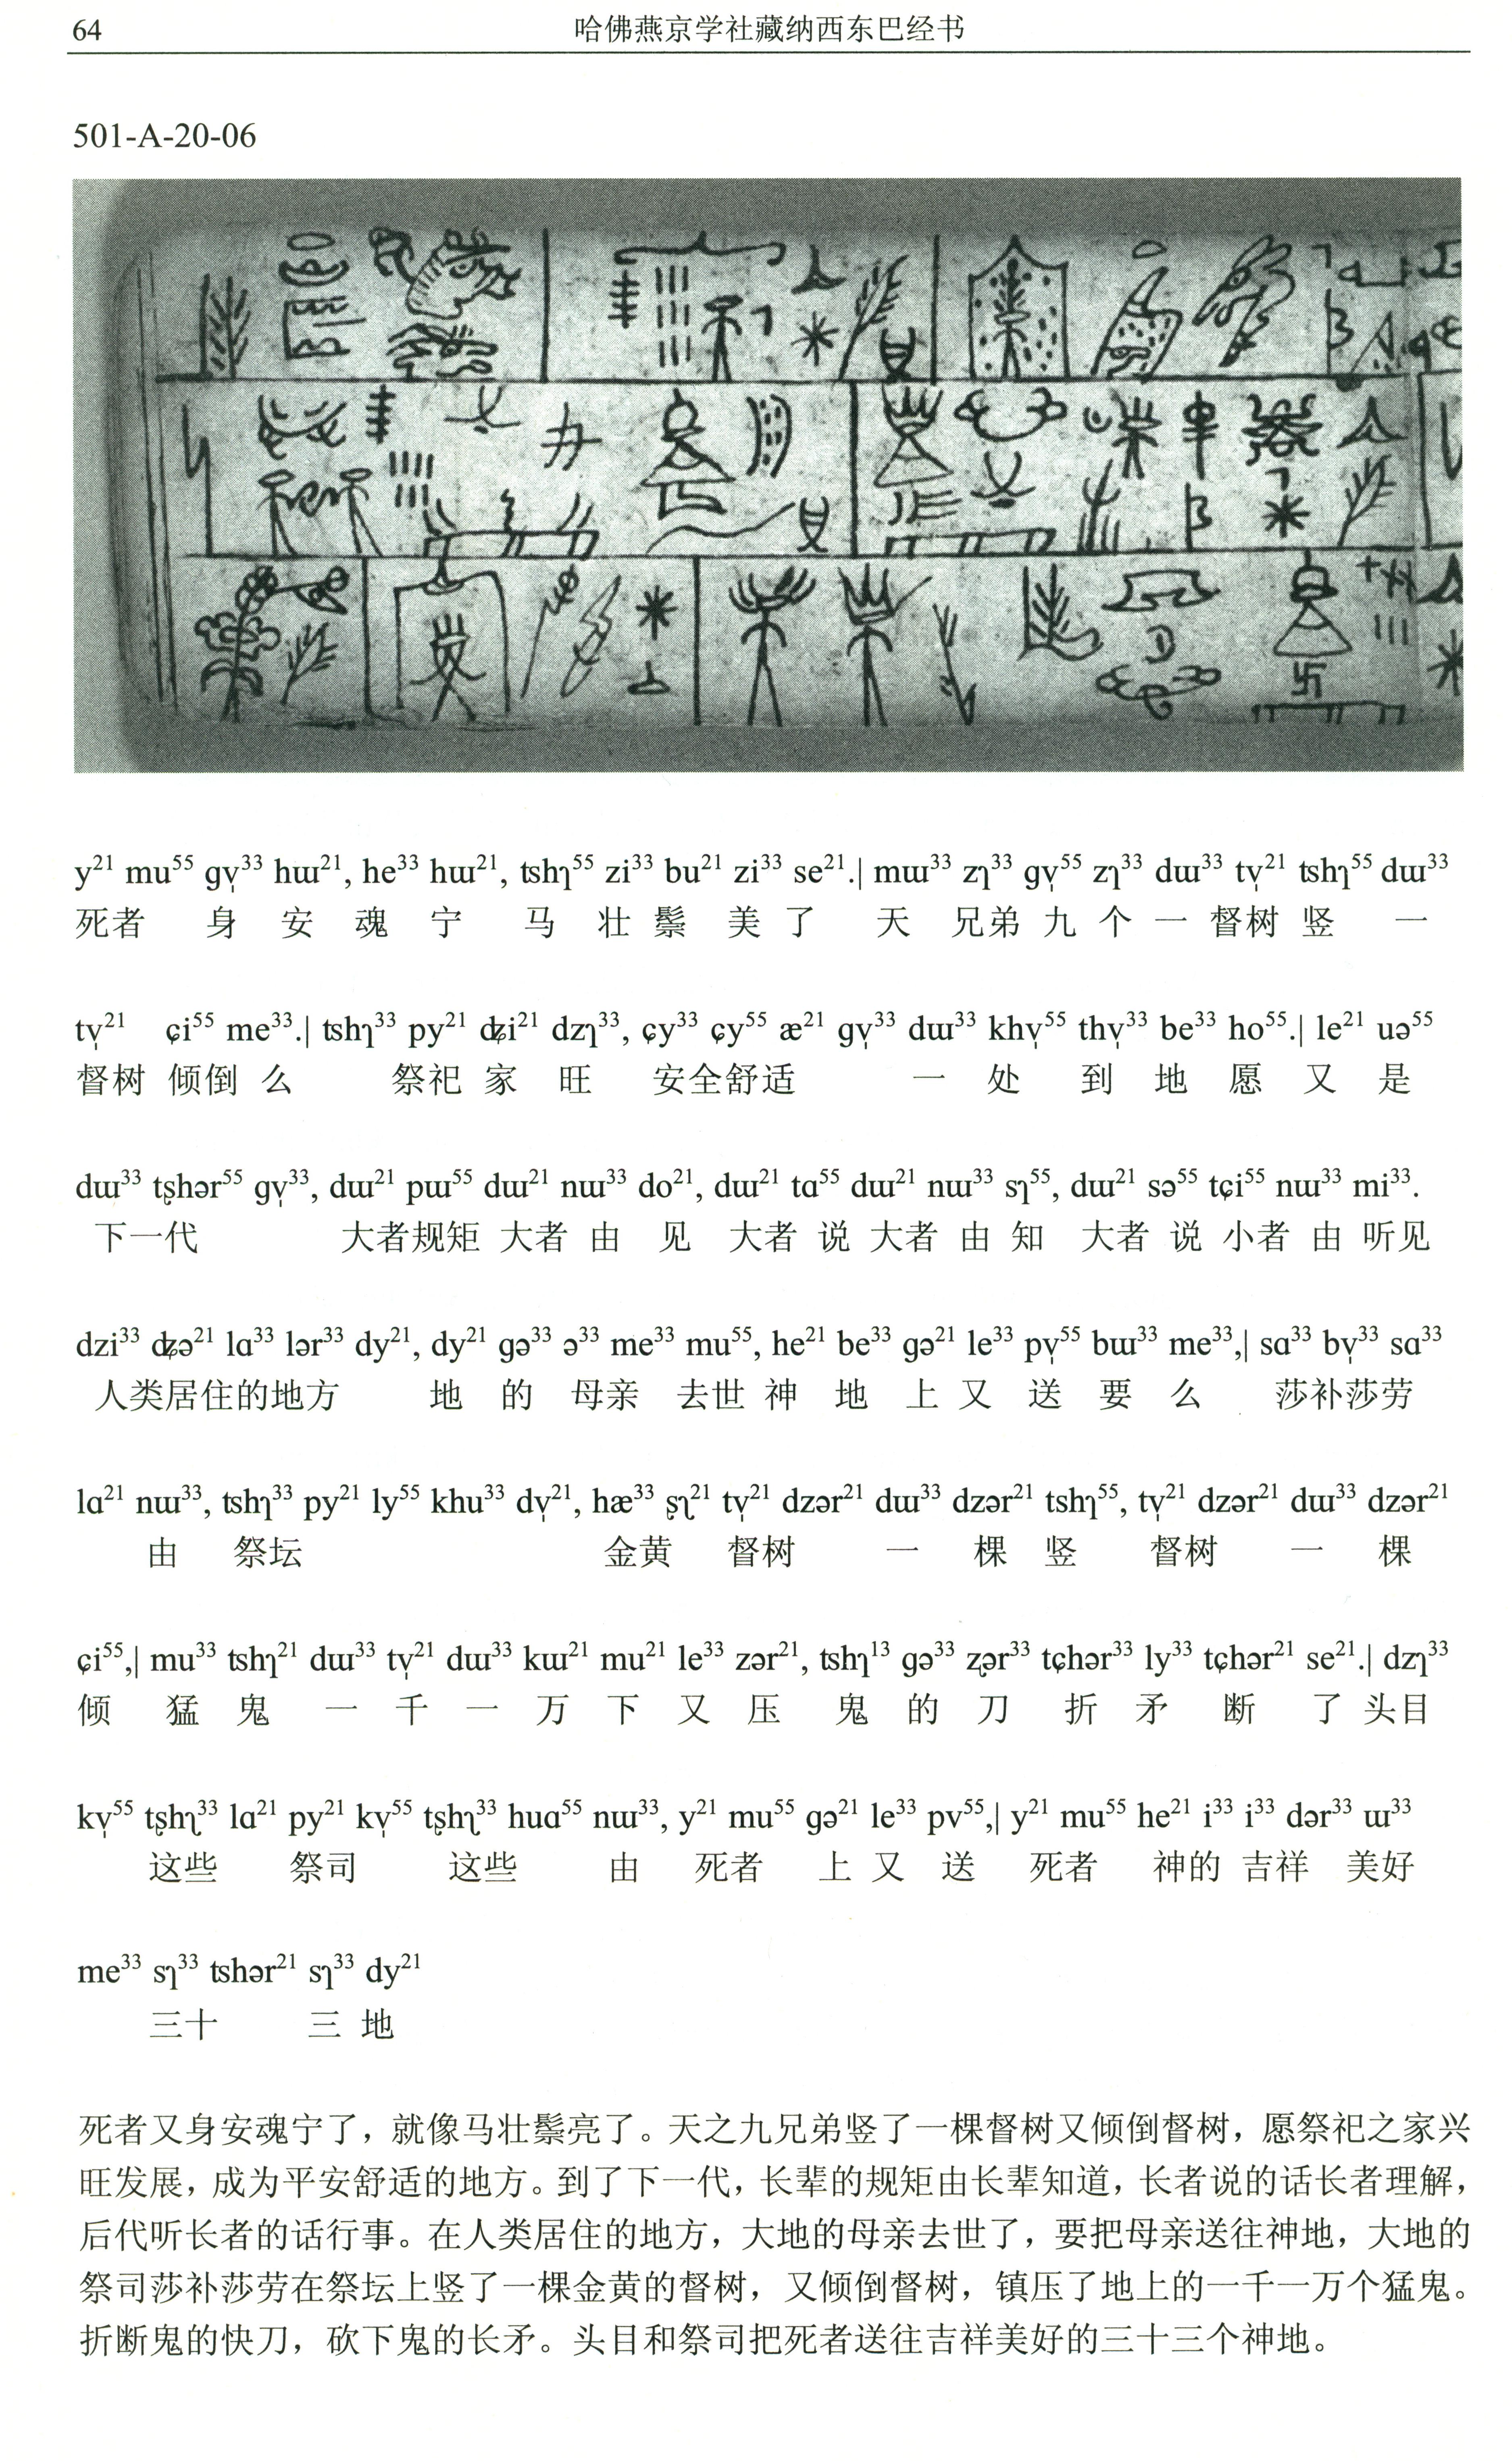 64
哈佛燕京学社藏纳西东巴经书
501-A-20-06
y²¹ mu⁵⁵ gv̩³³ hɯ²¹, he³³ hɯ²¹, ʦhɿ⁵⁵ zi³³ bu²¹ zi³³ se²¹.| mɯ³³ zɿ³³ gv̩⁵⁵ zɿ³³ dɯ³³ tv̩²¹ ʦhɿ⁵⁵ dɯ³³
死者 身 安 魂 宁 马 壮 鬃 美 了 天 兄弟 九 个 一 督树 竖 一
tv̩²¹ ɕi⁵⁵ me³³.| ʦhɿ³³ py²¹ ʥi²¹ dzɿ³³, ɕy³³ ɕy⁵⁵ æ²¹ gv̩³³ dɯ³³ khv̩⁵⁵ thv̩³³ be³³ ho⁵⁵.| le²¹ uə⁵⁵
督树 倾倒 么 祭祀 家 旺 安全舒适 一 处 到 地 愿 又 是
dɯ³³ tʂhər⁵⁵ gv̩³³, dɯ²¹ pɯ⁵⁵ dɯ²¹ nɯ³³ do²¹, dɯ²¹ tɑ⁵⁵ dɯ²¹ nɯ³³ sɿ⁵⁵, dɯ²¹ sə⁵⁵ tɕi⁵⁵ nɯ³³ mi³³.
下一代 大者规矩 大者 由 见 大者 说 大者 由 知 大者 说 小者 由 听见
dzi³³ ʥə²¹ lɑ³³ lər³³ dy²¹, dy²¹ gə³³ ə³³ me³³ mu⁵⁵, he²¹ be³³ gə²¹ le³³ pv̩⁵⁵ bɯ³³ me³³,| sɑ³³ bv̩³³ sɑ³³
人类居住的地方 地 的 母亲 去世 神 地 上 又 送 要 么 莎补莎劳
lɑ²¹ nɯ³³, ʦhɿ³³ py²¹ ly⁵⁵ khu³³ dv̩²¹, hæ³³ ʂʅ²¹ tv̩²¹ dzər²¹ dɯ³³ dzər²¹ tshɿ⁵⁵, tv̩²¹ dzər²¹ dɯ³³ dzər²¹
由 祭坛 金黄 督树 一 棵 竖 督树 一 棵
ɕi⁵⁵,| mu³³ ʦhɿ²¹ dɯ³³ tv̩²¹ dɯ³³ kɯ²¹ mu²¹ le³³ zər²¹, tshɿ¹³ gə³³ ʐər³³ tɕhər³³ ly³³ tɕhər²¹ se²¹.| dzɿ³³
倾 猛 鬼 一 千 一 万 下 又 压 鬼 的 刀 折 矛 断 了 头目
kv̩⁵⁵ tʂhʅ³³ lɑ²¹ py²¹ kv̩⁵⁵ tʂhʅ³³ huɑ⁵⁵ nɯ³³, y²¹ mu⁵⁵ gə²¹ le³³ pv⁵⁵,| y²¹ mu⁵⁵ he²¹ i³³ i³³ dər³³ ɯ³³
这些 祭司 这些 由 死者 上 又 送 死者 神的 吉祥 美好
me³³ sɿ³³ ʦhər²¹ sɿ³³ dy²¹
三十 三 地
死者又身安魂宁了，就像马壮鬃亮了。天之九兄弟竖了一棵督树又倾倒督树，愿祭祀之家兴
旺发展，成为平安舒适的地方。到了下一代，长辈的规矩由长辈知道，长者说的话长者理解，
后代听长者的话行事。在人类居住的地方，大地的母亲去世了，要把母亲送往神地，大地的
祭司莎补莎劳在祭坛上竖了一棵金黄的督树，又倾倒督树，镇压了地上的一千一万个猛鬼。
折断鬼的快刀，砍下鬼的长矛。头目和祭司把死者送往吉祥美好的三十三个神地。